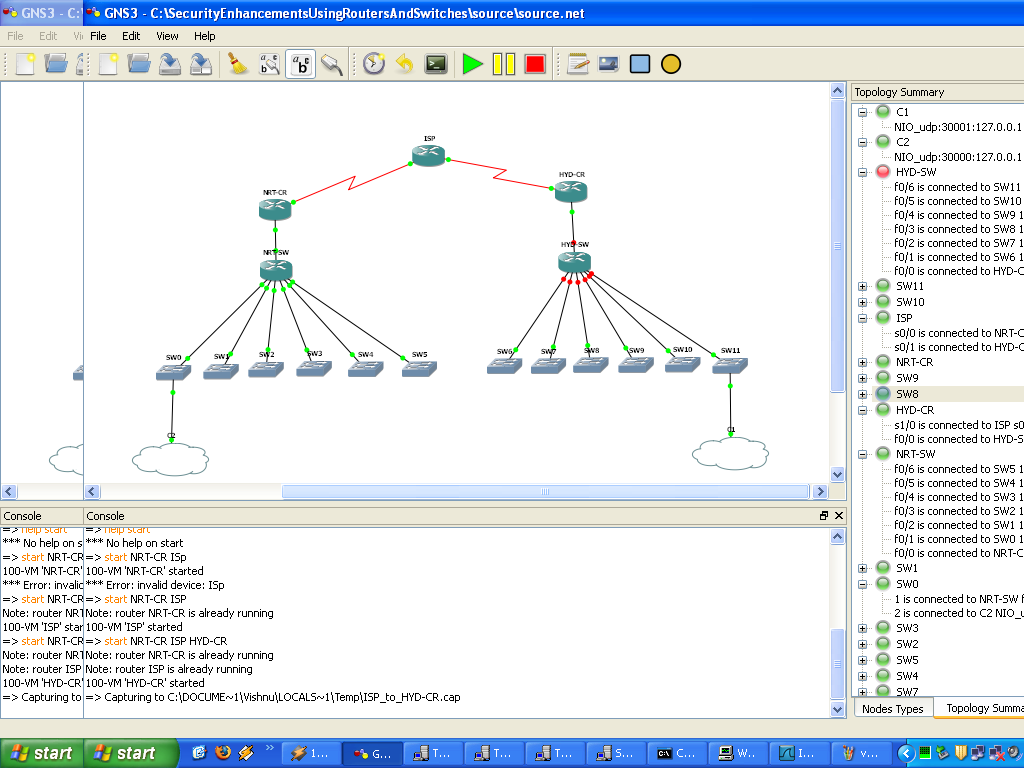 GNS3 - C:\ GNS3 - C:\SecurityEnhancementsUsingRoutersAndSwitches\source\source.net
File Edit File Edit View Help
Topology Summary
C1
NIO_udp:30001:127.0.0.1
C2
NIO_udp:30000:127.0.0.1
HYD-SW
f0/6 is connected to SW11
f0/5 is connected to SW10
f0/4 is connected to SW9 1
f0/3 is connected to SW8 1
f0/2 is connected to SW7 1
f0/1 is connected to SW6 1
f0/0 is connected to HYD-C
SW11
SW10
ISP
s0/0 is connected to NRT-C
s0/1 is connected to HYD-C
NRT-CR
SW9
SW8
HYD-CR
s1/0 is connected to ISP s0
f0/0 is connected to HYD-S
NRT-SW
f0/6 is connected to SW5 1
f0/5 is connected to SW4 1
f0/4 is connected to SW3 1
f0/3 is connected to SW2 1
f0/2 is connected to SW1 1
f0/1 is connected to SW0 1
f0/0 is connected to NRT-C
SW1
SW0
1 is connected to NRT-SW f
2 is connected to C2 NIO_u
SW3
SW2
SW5
SW4
SW7
Nodes Types Topology Summa
ISP
NRT-CR HYD-CR
NRT-SW HYD-SW
SW0 SW1 SW2 SW3 SW4 SW5 SW6 SW7 SW8 SW9 SW10 SW11
C2 C1
Console Console
=> help start => help start
*** No help on s *** No help on start
=> start NRT-CR => start NRT-CR ISp
100-VM 'NRT-CR' 100-VM 'NRT-CR' started
*** Error: invalid *** Error: invalid device: ISp
=> start NRT-CR => start NRT-CR ISP
Note: router NRT Note: router NRT-CR is already running
100-VM 'ISP' star 100-VM 'ISP' started
=> start NRT-CR => start NRT-CR ISP HYD-CR
Note: router NRT Note: router NRT-CR is already running
Note: router ISP Note: router ISP is already running
100-VM 'HYD-CR' 100-VM 'HYD-CR' started
=> Capturing to => Capturing to C:\DOCUME~1\Vishnu\LOCALS~1\Temp\ISP_to_HYD-CR.cap
start start 1... G... T... T... T... S... C... W... I... v...